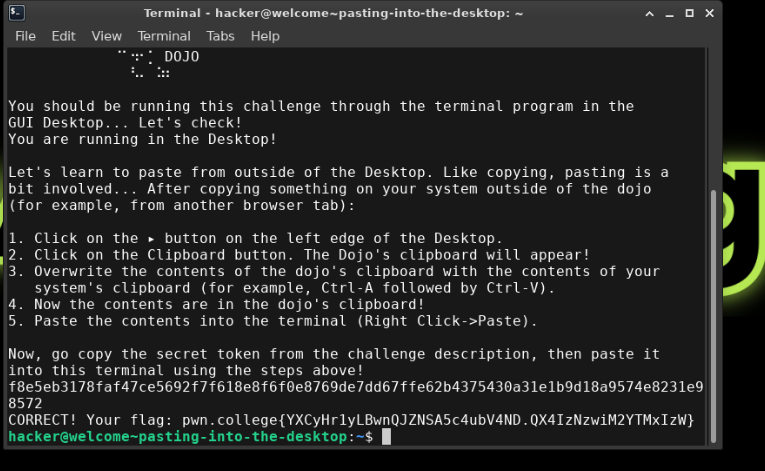 Terminal - hacker@welcome~pasting-into-the-desktop: ~
File Edit View Terminal Tabs Help
DOJO
You should be running this challenge through the terminal program in the
GUI Desktop... Let's check!
You are running in the Desktop!
Let's learn to paste from outside of the Desktop. Like copying, pasting is a
bit involved... After copying something on your system outside of the dojo
(for example, from another browser tab):
1. Click on the ▸ button on the left edge of the Desktop.
2. Click on the Clipboard button. The Dojo's clipboard will appear!
3. Overwrite the contents of the dojo's clipboard with the contents of your
system's clipboard (for example, Ctrl-A followed by Ctrl-V).
4. Now the contents are in the dojo's clipboard!
5. Paste the contents into the terminal (Right Click->Paste).
Now, go copy the secret token from the challenge description, then paste it
into this terminal using the steps above!
f8e5eb3178faf47ce5692f7f618e8f6f0e8769de7dd67ffe62b4375430a31e1b9d18a9574e8231e9
8572
CORRECT! Your flag: pwn.college{YXCyHr1yLBwnQJZNSA5c4ubV4ND.QX4IzNzwiM2YTMxIzW}
hacker@welcome~pasting-into-the-desktop:~$